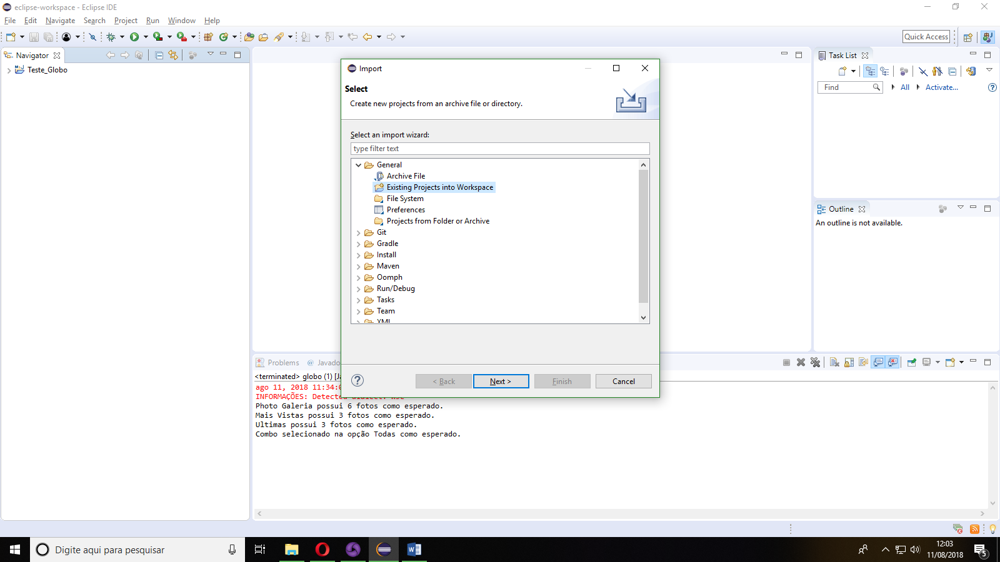 eclipse-workspace - Eclipse IDE
File Edit Navigate Search Project Run Window Help
Quick Access
Navigator
Teste_Globo
Import
Select
Create new projects from an archive file or directory.
Select an import wizard:
type filter text
General
Archive File
Existing Projects into Workspace
File System
Preferences
Projects from Folder or Archive
Git
Gradle
Install
Maven
Oomph
Run/Debug
Tasks
Team
XML
< Back Next > Finish Cancel
Task List
Find All Activate...
Outline
An outline is not available.
Problems @ Javado
<terminated> globo (1) [Ja
ago 11, 2018 11:34:0
INFORMAÇÕES: Detected dialect:
Photo Galeria possui 6 fotos como esperado.
Mais Vistas possui 3 fotos como esperado.
Ultimas possui 3 fotos como esperado.
Combo selecionado na opção Todas como esperado.
Digite aqui para pesquisar
12:03
11/08/2018
5